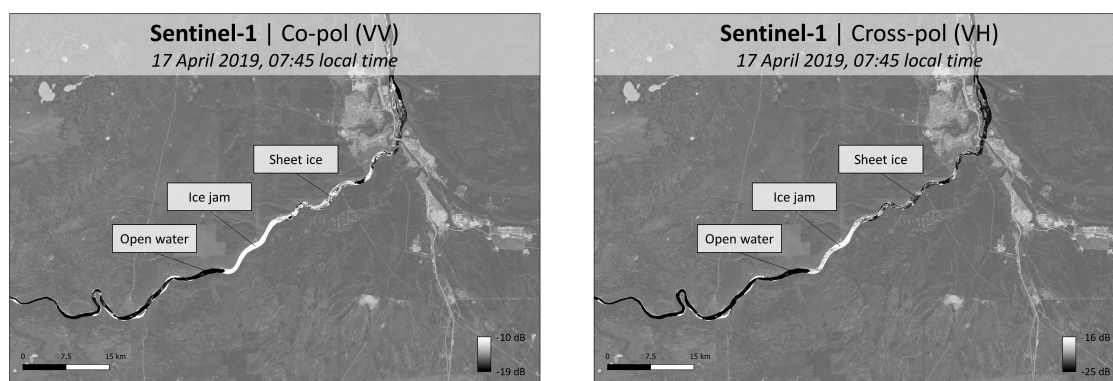 Sentinel-1 | Co-pol (VV)
17 April 2019, 07:45 local time
Sheet ice
Ice jam
Open water
0 7.5 15 km
-10 dB
-19 dB
Sentinel-1 | Cross-pol (VH)
17 April 2019, 07:45 local time
Sheet ice
Ice jam
Open water
0 7.5 15 km
-16 dB
-25 dB